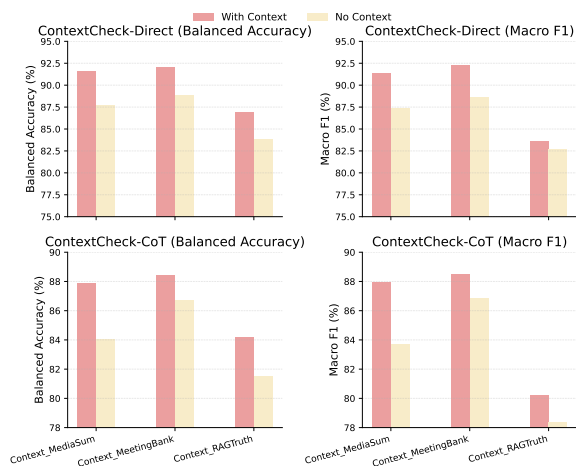 With Context
No Context
ContextCheck-Direct (Balanced Accuracy)
Balanced Accuracy (%)
95.0
92.5
90.0
87.5
85.0
82.5
80.0
77.5
75.0
ContextCheck-Direct (Macro F1)
Macro F1 (%)
95.0
92.5
90.0
87.5
85.0
82.5
80.0
77.5
75.0
ContextCheck-CoT (Balanced Accuracy)
Balanced Accuracy (%)
90
88
86
84
82
80
78
Context_MediaSum
Context_MeetingBank
Context_RAGTruth
ContextCheck-CoT (Macro F1)
Macro F1 (%)
90
88
86
84
82
80
78
Context_MediaSum
Context_MeetingBank
Context_RAGTruth